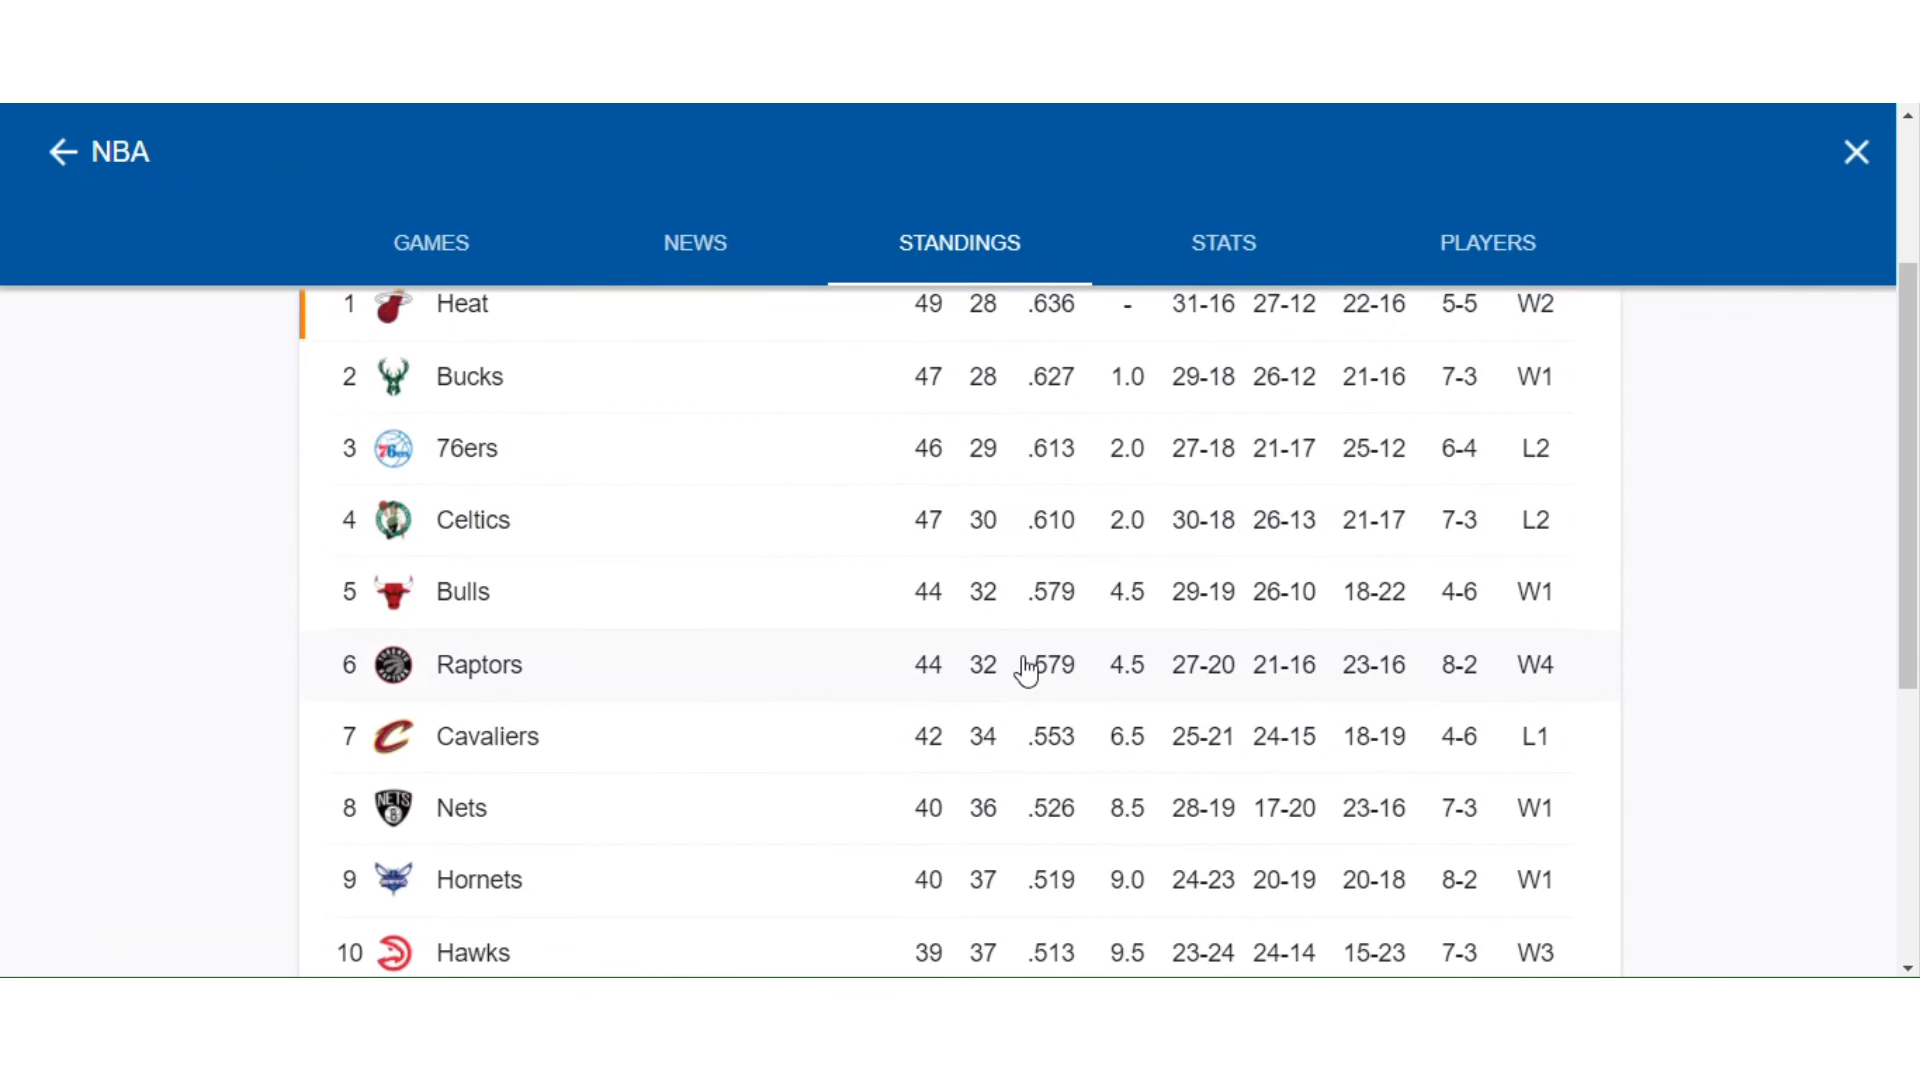 NBA
GAMES NEWS STANDINGS STATS PLAYERS
1 Heat 49 28 .636 - 31-16 27-12 22-16 5-5 W2
2 Bucks 47 28 .627 1.0 29-18 26-12 21-16 7-3 W1
3 76ers 46 29 .613 2.0 27-18 21-17 25-12 6-4 L2
4 Celtics 47 30 .610 2.0 30-18 26-13 21-17 7-3 L2
5 Bulls 44 32 .579 4.5 29-19 26-10 18-22 4-6 W1
6 Raptors 44 32 .579 4.5 27-20 21-16 23-16 8-2 W4
7 Cavaliers 42 34 .553 6.5 25-21 24-15 18-19 4-6 L1
8 Nets 40 36 .526 8.5 28-19 17-20 23-16 7-3 W1
9 Hornets 40 37 .519 9.0 24-23 20-19 20-18 8-2 W1
10 Hawks 39 37 .513 9.5 23-24 24-14 15-23 7-3 W3